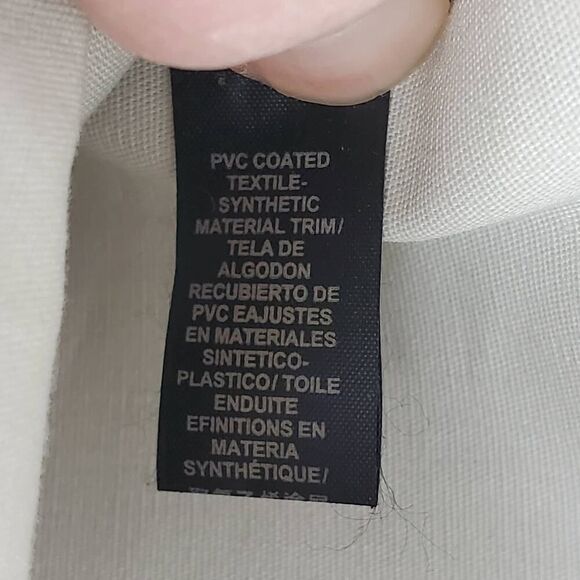 PVC COATED
TEXTILE-
SYNTHETIC
MATERIAL TRIM/
TELA DE
ALGODON
RECUBIERTO DE
PVC EAJUSTES
EN MATERIALES
SINTETICO-
PLASTICO/ TOILE
ENDUITE
EFINITIONS EN
MATERIA
SYNTHÉTIQUE/